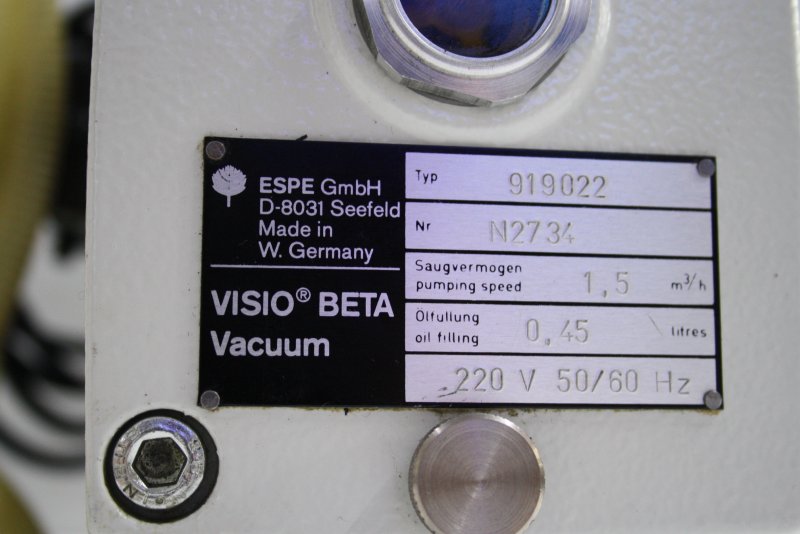 ESPE GmbH
D-8031 Seefeld
Made in
W. Germany
VISIO® BETA
Vacuum
Typ 919022
Nr N2734
Saugvermogen
pumping speed 1,5 m³/h
Ölfullung
oil filling 0,45 litres
220 V 50/60 Hz